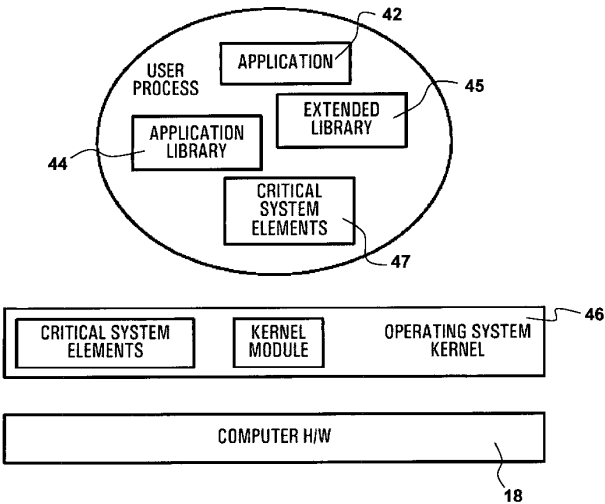 42
APPLICATION
USER
PROCESS
45
EXTENDED
LIBRARY
APPLICATION
LIBRARY
44
CRITICAL
SYSTEM
ELEMENTS
47
46
CRITICAL SYSTEM
ELEMENTS
KERNEL
MODULE
OPERATING SYSTEM
KERNEL
COMPUTER H/W
18